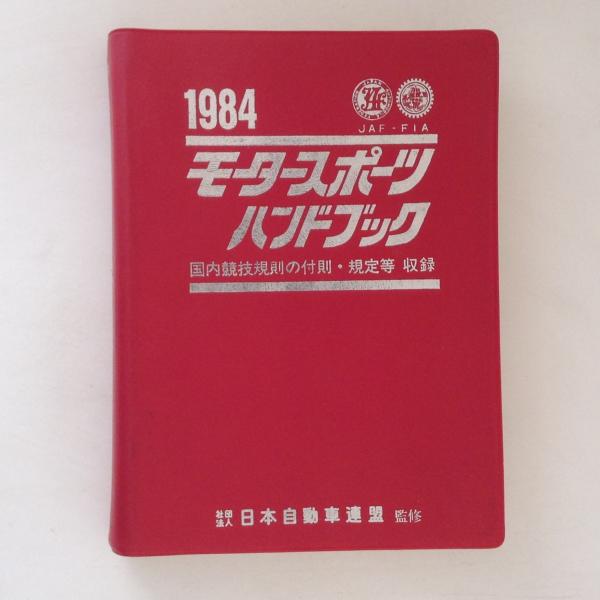 1984
JAF-FIA
モータースポーツ
ハンドブック
国内競技規則の付則・規定等 収録
社団法人 日本自動車連盟 監修